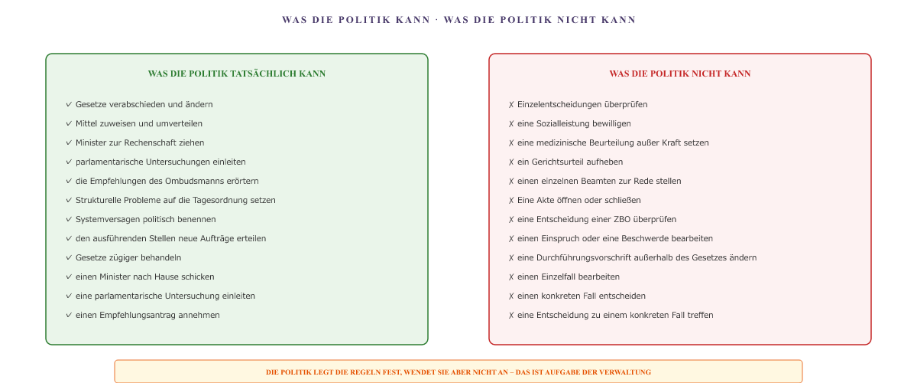 WAS DIE POLITIK KANN · WAS DIE POLITIK NICHT KANN
WAS DIE POLITIK TATSÄCHLICH KANN
✓ Gesetze verabschieden und ändern
✓ Mittel zuweisen und umverteilen
✓ Minister zur Rechenschaft ziehen
✓ parlamentarische Untersuchungen einleiten
✓ die Empfehlungen des Ombudsmanns erörtern
✓ Strukturelle Probleme auf die Tagesordnung setzen
✓ Systemversagen politisch benennen
✓ den ausführenden Stellen neue Aufträge erteilen
✓ Gesetze zügiger behandeln
✓ einen Minister nach Hause schicken
✓ eine parlamentarische Untersuchung einleiten
✓ einen Empfehlungsantrag annehmen
WAS DIE POLITIK NICHT KANN
✗ Einzelentscheidungen überprüfen
✗ eine Sozialleistung bewilligen
✗ eine medizinische Beurteilung außer Kraft setzen
✗ ein Gerichtsurteil aufheben
✗ einen einzelnen Beamten zur Rede stellen
✗ Eine Akte öffnen oder schließen
✗ eine Entscheidung einer ZBO überprüfen
✗ einen Einspruch oder eine Beschwerde bearbeiten
✗ eine Durchführungsvorschrift außerhalb des Gesetzes ändern
✗ einen Einzelfall bearbeiten
✗ einen konkreten Fall entscheiden
✗ eine Entscheidung zu einem konkreten Fall treffen
DIE POLITIK LEGT DIE REGELN FEST, WENDET SIE ABER NICHT AN – DAS IST AUFGABE DER VERWALTUNG